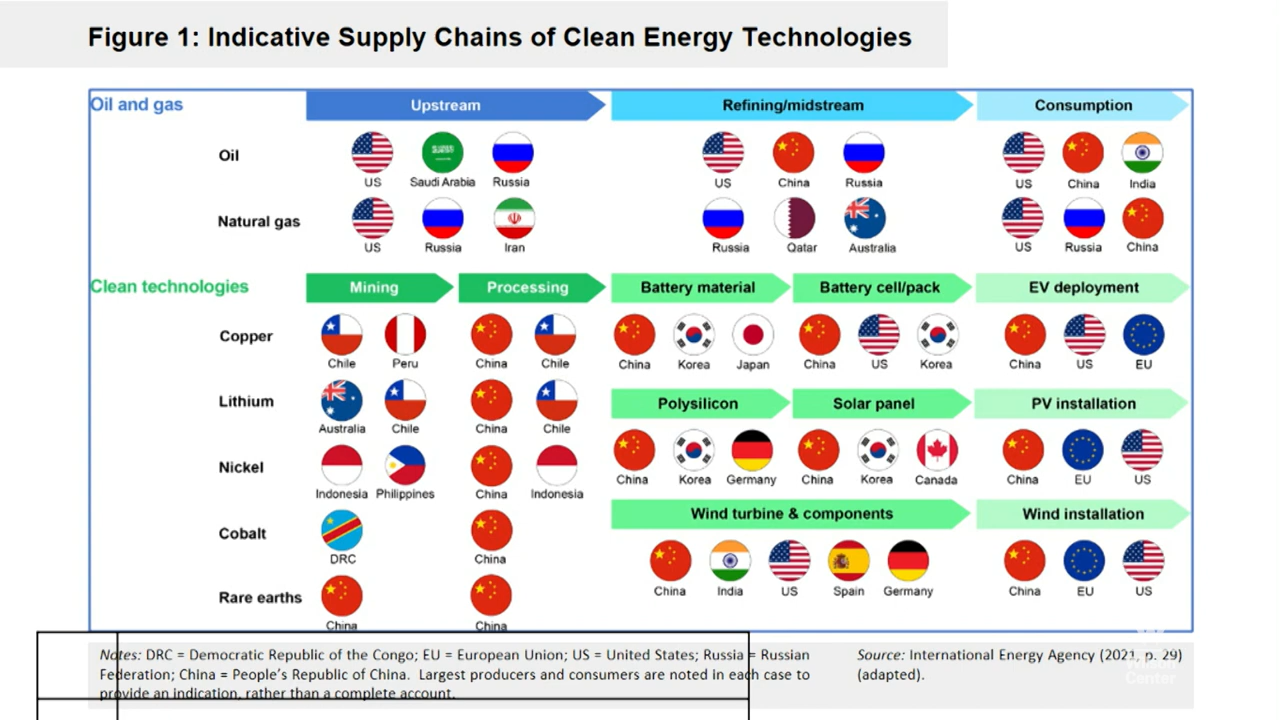 Figure 1: Indicative Supply Chains of Clean Energy Technologies
Oil and gas Upstream Refining/midstream Consumption
Oil
US Saudi Arabia Russia US China Russia US China India
Natural gas
US Russia Iran Russia Qatar Australia US Russia China
Clean technologies Mining Processing Battery material Battery cell/pack EV deployment
Copper
Chile Peru China Chile China Korea Japan China US Korea China US EU
Lithium Polysilicon Solar panel PV installation
Australia Chile China Chile
Nickel
Indonesia Philippines China Indonesia China Korea Germany China Korea Canada China EU US
Wind turbine & components Wind installation
Cobalt
DRC China
China India US Spain Germany China EU US
Rare earths
China China
Notes: DRC = Democratic Republic of the Congo; EU = European Union; US = United States; Russia = Russian
Federation; China = People's Republic of China. Largest producers and consumers are noted in each case to
provide an indication, rather than a complete account.
Source: International Energy Agency (2021, p. 29)
(adapted).
Wilson
Center